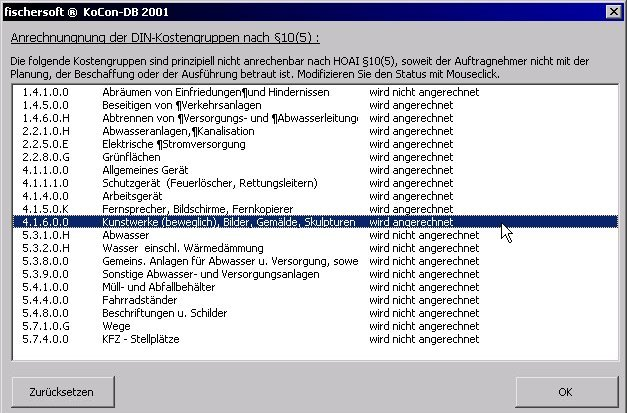 fischersoft ® KoCon-DB 2001
Anrechnungnung der DIN-Kostengruppen nach §10(5) :
Die folgende Kostengruppen sind prinzipiell nicht anrechenbar nach HOAI §10(5), soweit der Auftragnehmer nicht mit der
Planung, der Beschaffung oder der Ausführung betraut ist. Modifizieren Sie den Status mit Mouseclick.
1.4.1.0.0 Abräumen von Einfriedungen¶und Hindernissen wird nicht angerechnet
1.4.5.0.0 Beseitigen von ¶Verkehrsanlagen wird nicht angerechnet
1.4.6.0.H Abtrennen von ¶Versorgungs- und ¶Abwasserleitunge wird nicht angerechnet
2.2.1.0.H Abwasseranlagen,¶Kanalisation wird nicht angerechnet
2.2.5.0.E Elektrische ¶Stromversorgung wird nicht angerechnet
2.2.8.0.G Grünflächen wird nicht angerechnet
4.1.1.0.0 Allgemeines Gerät wird angerechnet
4.1.1.1.0 Schutzgerät (Feuerlöscher, Rettungsleitern) wird angerechnet
4.1.4.0.0 Arbeitsgerät wird angerechnet
4.1.5.0.K Fernsprecher, Bildschirme, Fernkopierer wird angerechnet
4.1.6.0.0 Kunstwerke (beweglich), Bilder, Gemälde, Skulpturen wird angerechnet
5.3.1.0.H Abwasser wird nicht angerechnet
5.3.2.0.H Wasser einschl. Wärmedämmung wird nicht angerechnet
5.3.8.0.0 Gemeins. Anlagen für Abwasser u. Versorgung, sowe wird nicht angerechnet
5.3.9.0.0 Sonstige Abwasser- und Versorgungsanlagen wird nicht angerechnet
5.4.1.0.0 Müll- und Abfallbehälter wird nicht angerechnet
5.4.4.0.0 Fahrradständer wird nicht angerechnet
5.4.8.0.0 Beschriftungen u. Schilder wird nicht angerechnet
5.7.1.0.G Wege wird nicht angerechnet
5.7.4.0.0 KFZ - Stellplätze wird nicht angerechnet
Zurücksetzen OK